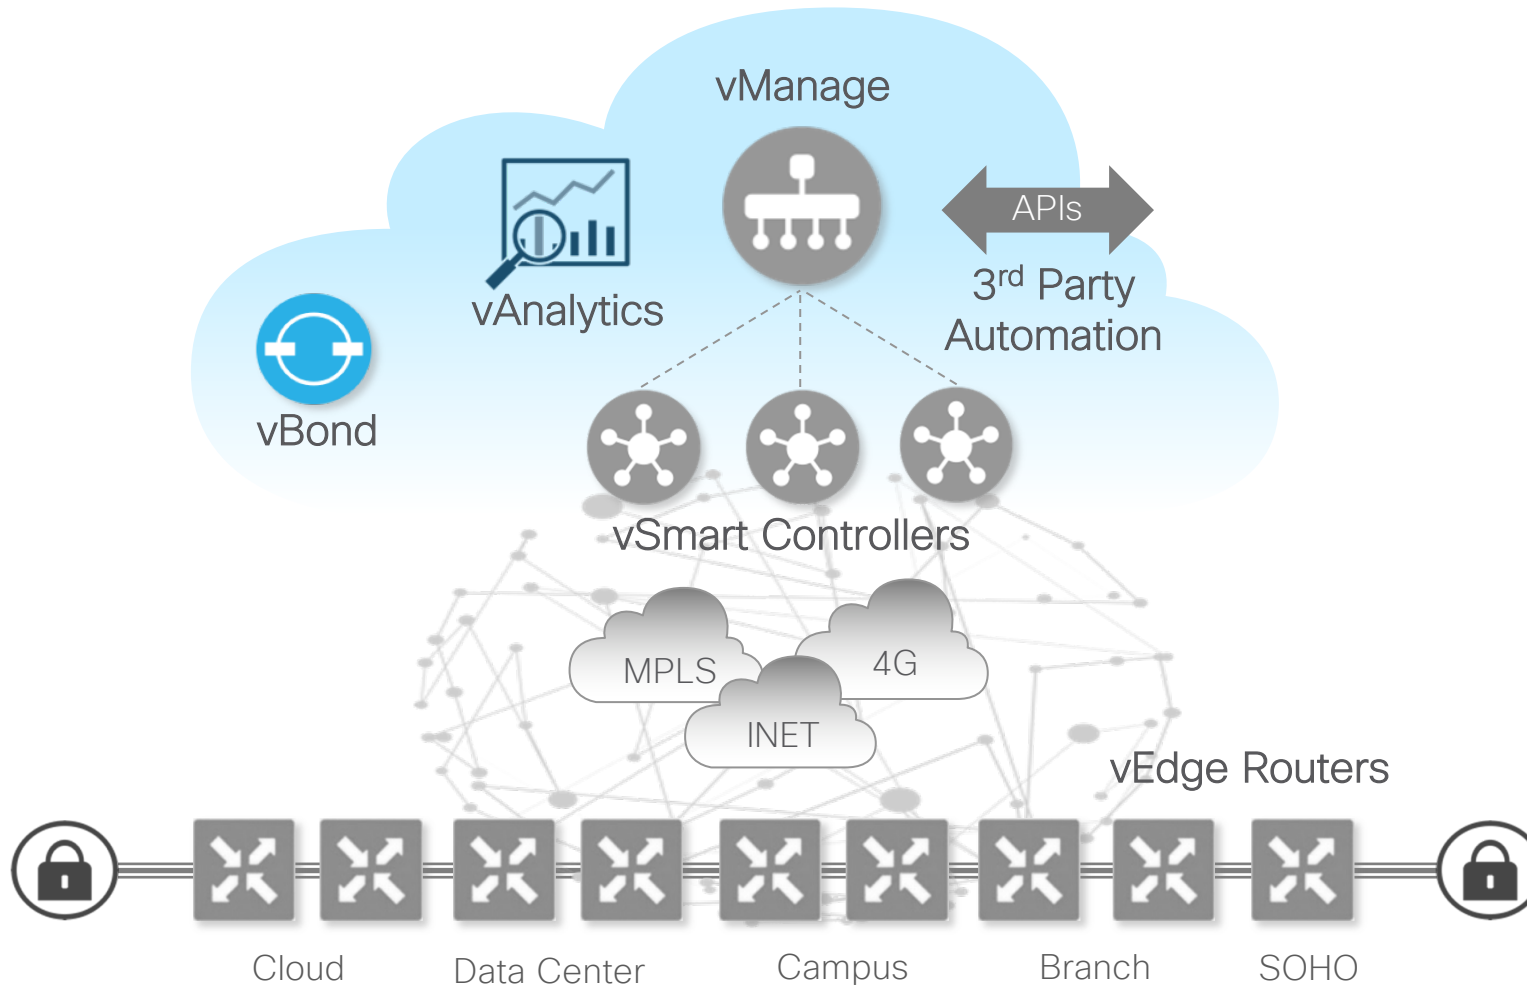 vManage
APIs
vAnalytics
3rd Party
Automation
vBond
vSmart Controllers
MPLS
4G
INET
vEdge Routers
Cloud
Data Center
Campus
Branch
SOHO